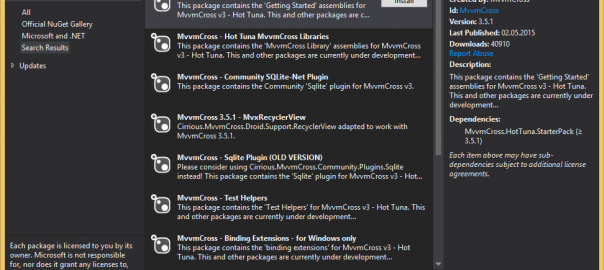 All
Official NuGet Gallery
Microsoft and .NET
Search Results
Updates
Each package is licensed to you by its
owner. Microsoft is not responsible
for, nor does it grant any licenses to,
This package contains the 'Getting Started' assemblies for
MvvmCross v3 - Hot Tuna. This and other packages are c...
Install
MvvmCross - Hot Tuna MvvmCross Libraries
This package contains the 'MvvmCross Library' assemblies for MvvmCross
v3 - Hot Tuna. This and other packages are currently under development...
MvvmCross - Community SQLite-Net Plugin
This package contains the Community 'Sqlite' plugin for MvvmCross v3.
MvvmCross 3.5.1 - MvxRecyclerView
Cirrious.MvvmCross.Droid.Support.RecyclerView adapted to work with
MvvmCross 3.5.1.
MvvmCross - Sqlite Plugin (OLD VERSION)
Please consider using Cirrious.MvvmCross.Community.Plugins.Sqlite
instead! This package contains the 'Sqlite' plugin for MvvmCross v3 - Hot...
MvvmCross - Test Helpers
This package contains 'Test Helpers' for MvvmCross v3 - Hot Tuna. This
and other packages are currently under development...
MvvmCross - Binding Extensions - for Windows only
This package contains the 'binding extensions' for MvvmCross v3 - Hot
Tuna. This and other packages are currently under development...
Created by: MvvmCross
Id: MvvmCross
Version: 3.5.1
Last Published: 02.05.2015
Downloads: 40910
Report Abuse
Description:
This package contains the 'Getting Started'
assemblies for MvvmCross v3 - Hot Tuna.
This and other packages are currently under
development...
Dependencies:
MvvmCross.HotTuna.StarterPack (≥
3.5.1)
Each item above may have sub-
dependencies subject to additional license
agreements.